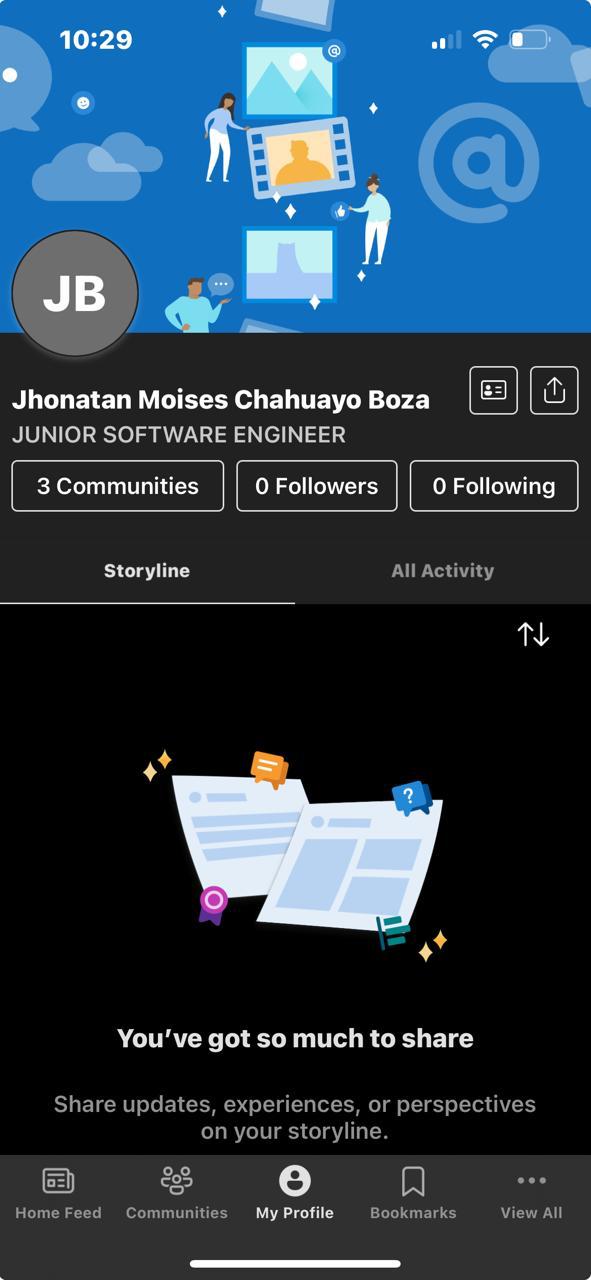 10:29
JB
Jhonatan Moises Chahuayo Boza
JUNIOR SOFTWARE ENGINEER
3 Communities
0 Followers
0 Following
Storyline
All Activity
You’ve got so much to share
Share updates, experiences, or perspectives
on your storyline.
Home Feed
Communities
My Profile
Bookmarks
View All